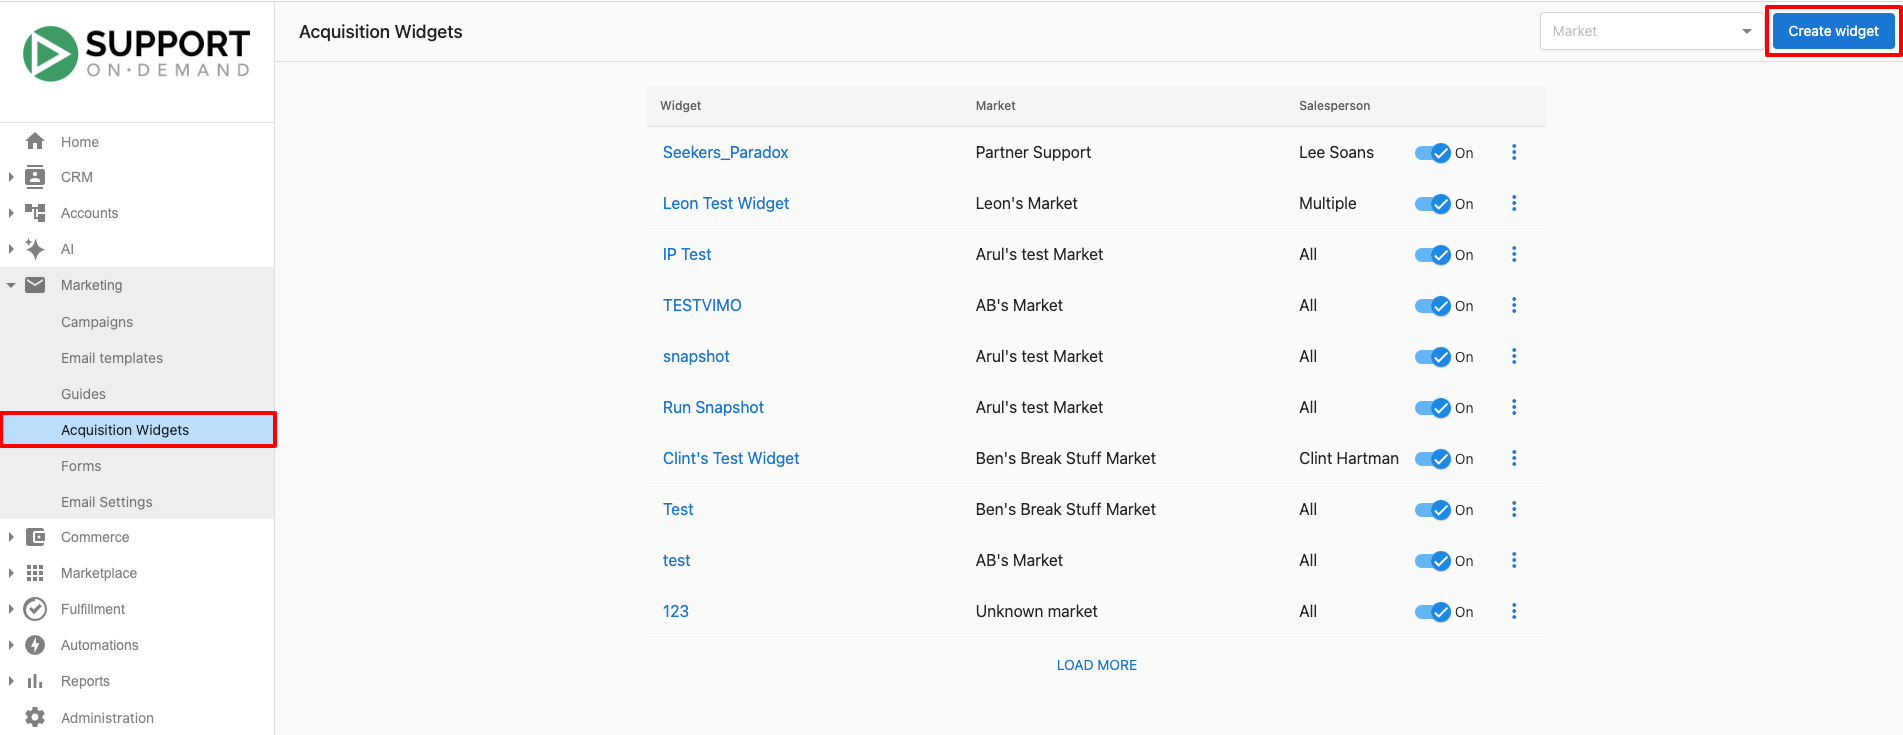 SUPPORT
ON·DEMAND
Home
CRM
Accounts
AI
Marketing
Campaigns
Email templates
Guides
Acquisition Widgets
Forms
Email Settings
Commerce
Marketplace
Fulfillment
Automations
Reports
Administration
Acquisition Widgets
Market
Create widget
Widget Market Salesperson
Seekers_Paradox Partner Support Lee Soans On
Leon Test Widget Leon's Market Multiple On
IP Test Arul's test Market All On
TESTVIMO AB's Market All On
snapshot Arul's test Market All On
Run Snapshot Arul's test Market All On
Clint's Test Widget Ben's Break Stuff Market Clint Hartman On
Test Ben's Break Stuff Market All On
test AB's Market All On
123 Unknown market All On
LOAD MORE